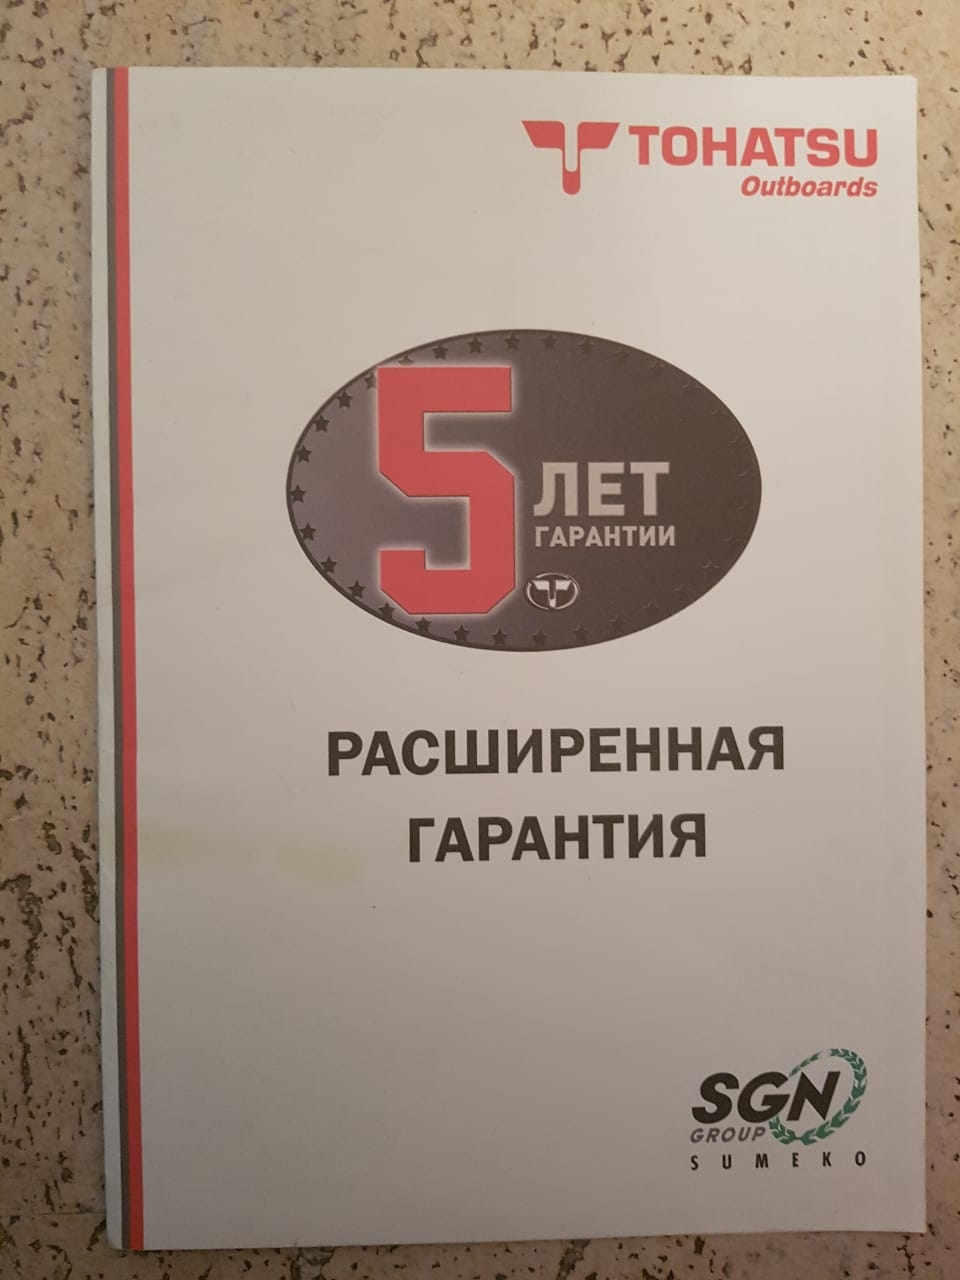 TOHATSU
Outboards
5 ЛЕТ
ГАРАНТИИ
РАСШИРЕННАЯ
ГАРАНТИЯ
SGN
GROUP
SUMEKO